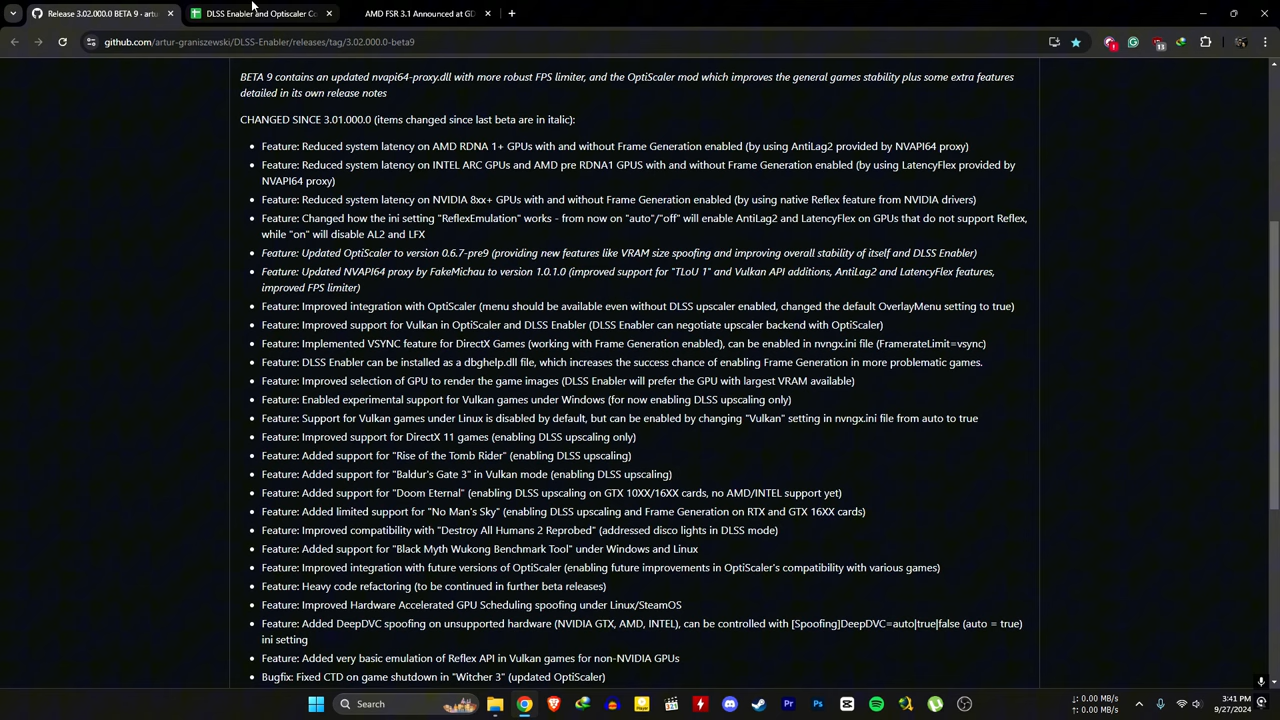 Release 3.02.000.0 BETA 9 - artur
DLSS Enabler and Optiscaler Co
AMD FSR 3.1 Announced at GD
github.com/artur-graniszewski/DLSS-Enabler/releases/tag/3.02.000.0-beta9
BETA 9 contains an updated nvapi64-proxy.dll with more robust FPS limiter, and the OptiScaler mod which improves the general games stability plus some extra features
detailed in its own release notes
CHANGED SINCE 3.01.000.0 (items changed since last beta are in italic):
• Feature: Reduced system latency on AMD RDNA 1+ GPUs with and without Frame Generation enabled (by using AntiLag2 provided by NVAPI64 proxy)
• Feature: Reduced system latency on INTEL ARC GPUs and AMD pre RDNA1 GPUS with and without Frame Generation enabled (by using LatencyFlex provided by
NVAPI64 proxy)
• Feature: Reduced system latency on NVIDIA 8xx+ GPUs with and without Frame Generation enabled (by using native Reflex feature from NVIDIA drivers)
• Feature: Changed how the ini setting "ReflexEmulation" works - from now on "auto"/"off" will enable AntiLag2 and LatencyFlex on GPUs that do not support Reflex,
while "on" will disable AL2 and LFX
• Feature: Updated OptiScaler to version 0.6.7-pre9 (providing new features like VRAM size spoofing and improving overall stability of itself and DLSS Enabler)
• Feature: Updated NVAPI64 proxy by FakeMichau to version 1.0.1.0 (improved support for "TLoU 1" and Vulkan API additions, AntiLag2 and LatencyFlex features,
improved FPS limiter)
• Feature: Improved integration with OptiScaler (menu should be available even without DLSS upscaler enabled, changed the default OverlayMenu setting to true)
• Feature: Improved support for Vulkan in OptiScaler and DLSS Enabler (DLSS Enabler can negotiate upscaler backend with OptiScaler)
• Feature: Implemented VSYNC feature for DirectX Games (working with Frame Generation enabled), can be enabled in nvngx.ini file (FramerateLimit=vsync)
• Feature: DLSS Enabler can be installed as a dbghelp.dll file, which increases the success chance of enabling Frame Generation in more problematic games.
• Feature: Improved selection of GPU to render the game images (DLSS Enabler will prefer the GPU with largest VRAM available)
• Feature: Enabled experimental support for Vulkan games under Windows (for now enabling DLSS upscaling only)
• Feature: Support for Vulkan games under Linux is disabled by default, but can be enabled by changing "Vulkan" setting in nvngx.ini file from auto to true
• Feature: Improved support for DirectX 11 games (enabling DLSS upscaling only)
• Feature: Added support for "Rise of the Tomb Rider" (enabling DLSS upscaling)
• Feature: Added support for "Baldur's Gate 3" in Vulkan mode (enabling DLSS upscaling)
• Feature: Added support for "Doom Eternal" (enabling DLSS upscaling on GTX 10XX/16XX cards, no AMD/INTEL support yet)
• Feature: Added limited support for "No Man's Sky" (enabling DLSS upscaling and Frame Generation on RTX and GTX 16XX cards)
• Feature: Improved compatibility with "Destroy All Humans 2 Reprobed" (addressed disco lights in DLSS mode)
• Feature: Added support for "Black Myth Wukong Benchmark Tool" under Windows and Linux
• Feature: Improved integration with future versions of OptiScaler (enabling future improvements in OptiScaler's compatibility with various games)
• Feature: Heavy code refactoring (to be continued in further beta releases)
• Feature: Improved Hardware Accelerated GPU Scheduling spoofing under Linux/SteamOS
• Feature: Added DeepDVC spoofing on unsupported hardware (NVIDIA GTX, AMD, INTEL), can be controlled with [Spoofing]DeepDVC=auto|true|false (auto = true)
ini setting
• Feature: Added very basic emulation of Reflex API in Vulkan games for non-NVIDIA GPUs
• Bugfix: Fixed CTD on game shutdown in "Witcher 3" (updated OptiScaler)
Search
↓: 0.00 MB/s
↑: 0.00 MB/s
3:41 PM
9/27/2024